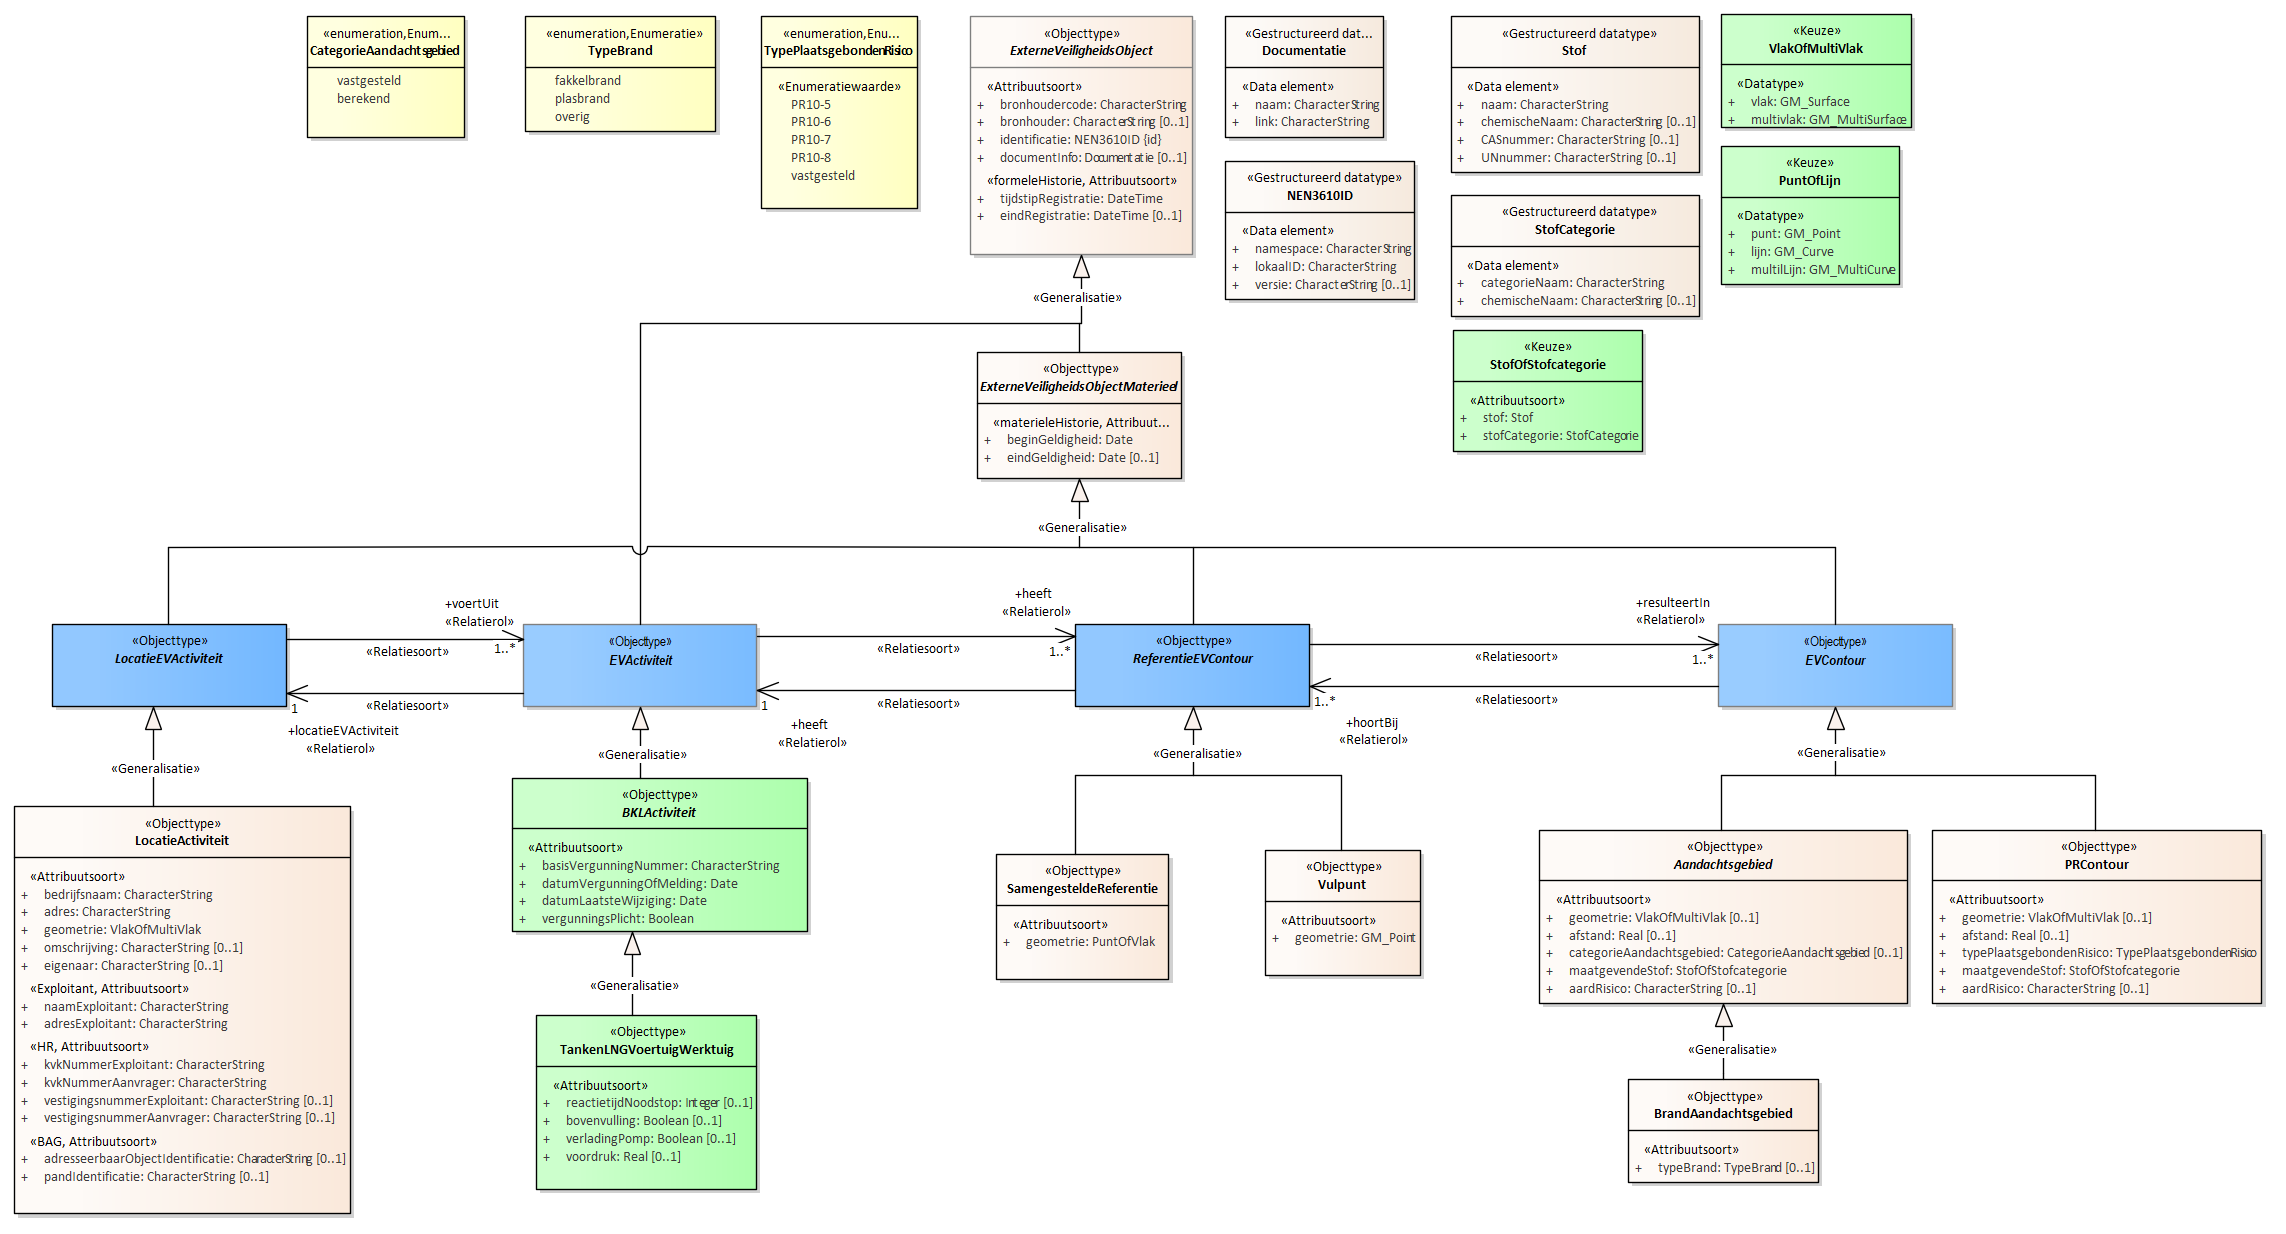 «enumeration,Enum...
CategorieAandachtsgebied
vastgesteld
berekend
«enumeration,Enumeratie»
TypeBrand
fakkelbrand
plasbrand
overig
«enumeration,Enu...
TypePlaatsgebondenRisico
«Enumeratiewaarde»
PR10-5
PR10-6
PR10-7
PR10-8
vastgesteld
«Objecttype»
ExterneVeiligheidsObject
«Attribuutsoort»
+ bronhoudercode: CharacterString
+ bronhouder: CharacterString [0..1]
+ identificatie: NEN3610ID {id}
+ documentInfo: Documentatie [0..1]
«formeleHistorie, Attribuutsoort»
+ tijdstipRegistratie: DateTime
+ eindRegistratie: DateTime [0..1]
«Gestructureerd dat...
Documentatie
«Data element»
+ naam: CharacterString
+ link: CharacterString
«Gestructureerd datatype»
NEN3610ID
«Data element»
+ namespace: CharacterString
+ lokaalID: CharacterString
+ versie: CharacterString [0..1]
«Gestructureerd datatype»
Stof
«Data element»
+ naam: CharacterString
+ chemischeNaam: CharacterString [0..1]
+ CASnummer: CharacterString [0..1]
+ UNnummer: CharacterString [0..1]
«Gestructureerd datatype»
StofCategorie
«Data element»
+ categorieNaam: CharacterString
+ chemischeNaam: CharacterString [0..1]
«Keuze»
StofOfStofcategorie
«Attribuutsoort»
+ stof: Stof
+ stofCategorie: StofCategorie
«Keuze»
VlakOfMultiVlak
«Datatype»
+ vlak: GM_Surface
+ multivlak: GM_MultiSurface
«Keuze»
PuntOfLijn
«Datatype»
+ punt: GM_Point
+ lijn: GM_Curve
+ multilLijn: GM_MultiCurve
«Generalisatie»
«Objecttype»
ExterneVeiligheidsObjectMaterieel
«materieleHistorie, Attribuut...
+ beginGeldigheid: Date
+ eindGeldigheid: Date [0..1]
«Generalisatie»
«Objecttype»
LocatieEVActiviteit
+voertUit
«Relatierol»
1..*
«Relatiesoort»
«Relatiesoort»
1
+locatieEVActiviteit
«Relatierol»
«Objecttype»
EVActiviteit
+heeft
«Relatierol»
1..*
«Relatiesoort»
«Relatiesoort»
1
+heeft
«Relatierol»
«Objecttype»
ReferentieEVContour
+resulteertIn
«Relatierol»
1..*
«Relatiesoort»
«Relatiesoort»
1..*
+hoortBij
«Relatierol»
«Objecttype»
EVContour
«Generalisatie»
«Generalisatie»
«Generalisatie»
«Generalisatie»
«Objecttype»
LocatieActiviteit
«Attribuutsoort»
+ bedrijfsnaam: CharacterString
+ adres: CharacterString
+ geometrie: VlakOfMultiVlak
+ omschrijving: CharacterString [0..1]
+ eigenaar: CharacterString [0..1]
«Exploitant, Attribuutsoort»
+ naamExploitant: CharacterString
+ adresExploitant: CharacterString
«HR, Attribuutsoort»
+ kvkNummerExploitant: CharacterString
+ kvkNummerAanvrager: CharacterString
+ vestigingsnummerExploitant: CharacterString [0..1]
+ vestigingsnummerAanvrager: CharacterString [0..1]
«BAG, Attribuutsoort»
+ adresseerbaarObjectIdentificatie: CharacterString [0..1]
+ pandIdentificatie: CharacterString [0..1]
«Objecttype»
BKLActiviteit
«Attribuutsoort»
+ basisVergunningNummer: CharacterString
+ datumVergunningOfMelding: Date
+ datumLaatsteWijziging: Date
+ vergunningsPlicht: Boolean
«Generalisatie»
«Objecttype»
TankenLNGVoertuigWerktuig
«Attribuutsoort»
+ reactietijdNoodstop: Integer [0..1]
+ bovenvulling: Boolean [0..1]
+ verladingPomp: Boolean [0..1]
+ voordruk: Real [0..1]
«Objecttype»
SamengesteldeReferentie
«Attribuutsoort»
+ geometrie: PuntOfVlak
«Objecttype»
Vulpunt
«Attribuutsoort»
+ geometrie: GM_Point
«Objecttype»
Aandachtsgebied
«Attribuutsoort»
+ geometrie: VlakOfMultiVlak [0..1]
+ afstand: Real [0..1]
+ categorieAandachtsgebied: CategorieAandachtsgebied [0..1]
+ maatgevendeStof: StofOfStofcategorie
+ aardRisico: CharacterString [0..1]
«Objecttype»
PRContour
«Attribuutsoort»
+ geometrie: VlakOfMultiVlak [0..1]
+ afstand: Real [0..1]
+ typePlaatsgebondenRisico: TypePlaatsgebondenRisico
+ maatgevendeStof: StofOfStofcategorie
+ aardRisico: CharacterString [0..1]
«Generalisatie»
«Objecttype»
BrandAandachtsgebied
«Attribuutsoort»
+ typeBrand: TypeBrand [0..1]